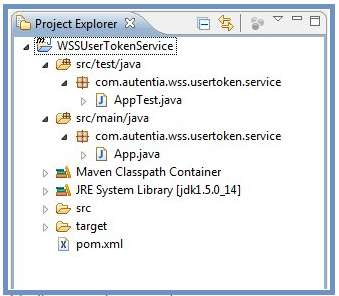 Project Explorer
WSSUserTokenService
src/test/java
com.autentia.wss.usertoken.service
AppTest.java
src/main/java
com.autentia.wss.usertoken.service
App.java
Maven Classpath Container
JRE System Library [jdk1.5.0_14]
src
target
pom.xml